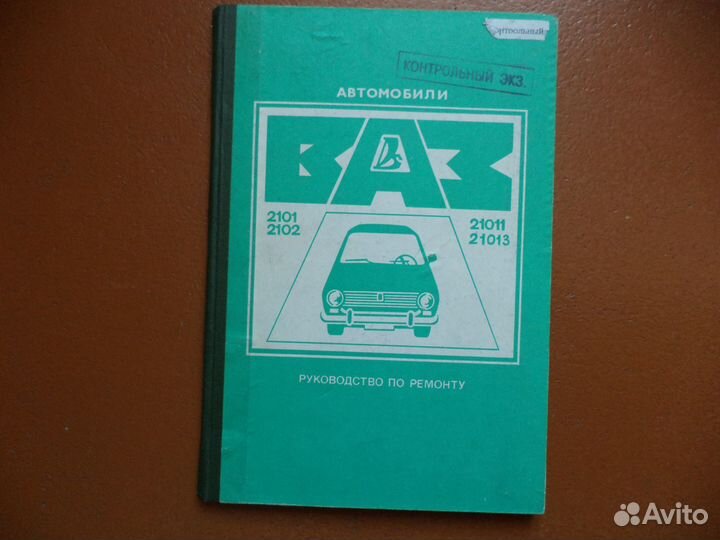 КОНТРОЛЬНЫЙ ЭКЗ.
АВТОМОБИЛИ
ВАЗ
2101
2102
21011
21013
РУКОВОДСТВО ПО РЕМОНТУ
Avito